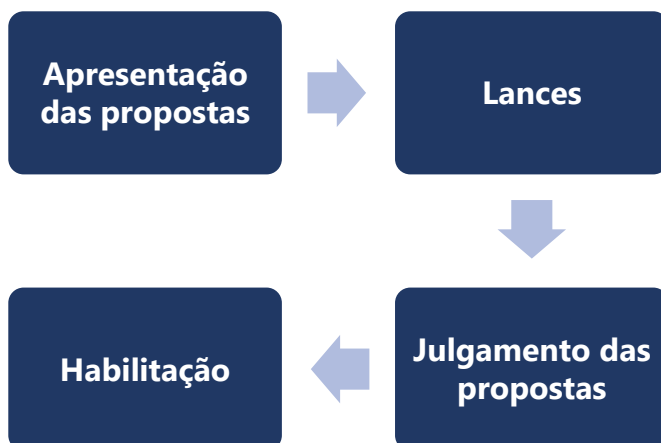 Apresentação
das propostas
Lances
Julgamento das
propostas
Habilitação